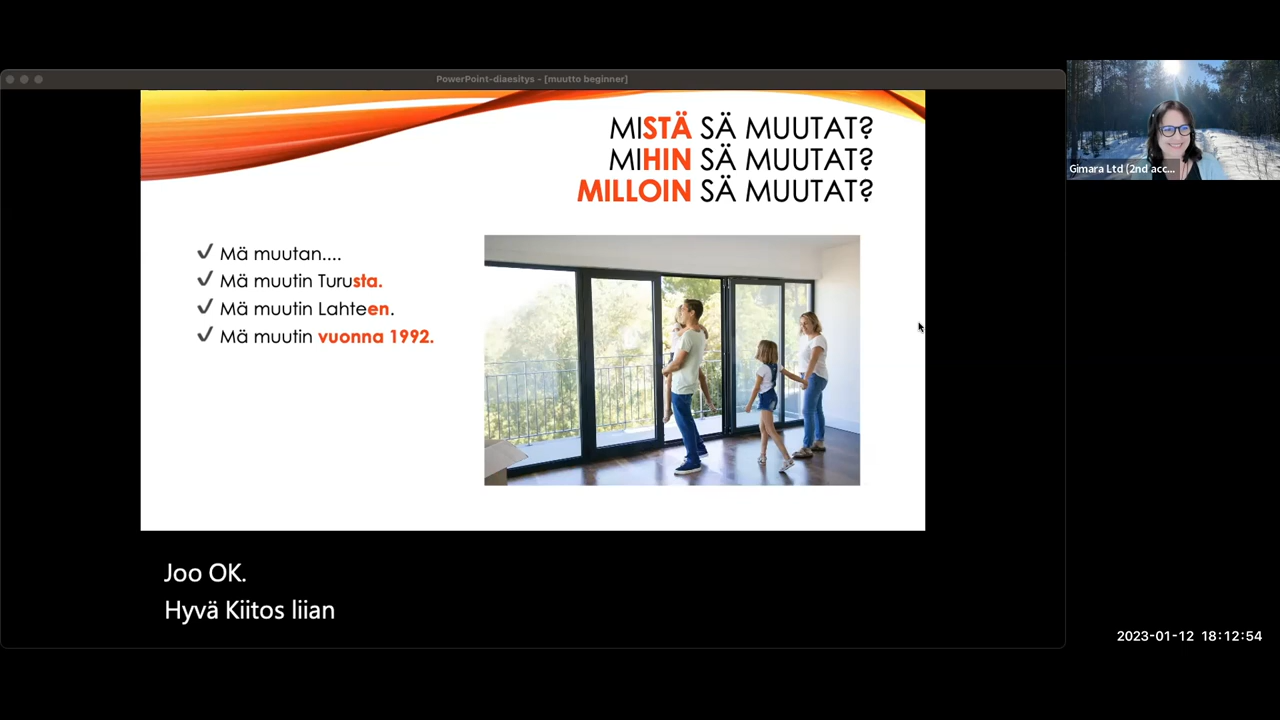 PowerPoint-diaesitys - [muutto beginner]
MISTÄ SÄ MUUTAT?
MIHIN SÄ MUUTAT?
MILLOIN SÄ MUUTAT?
Mä muutan....
Mä muutin Turusta.
Mä muutin Lahteen.
Mä muutin vuonna 1992.
Gimara Ltd (2nd acc...
Joo OK.
Hyvä Kiitos liian
2023-01-12 18:12:54